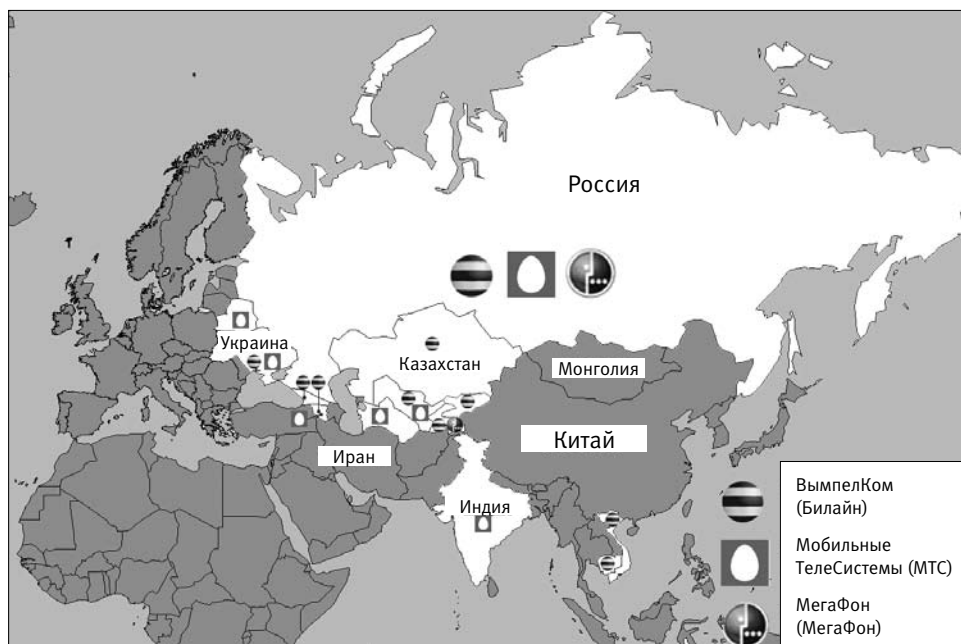 Россия
Украина
Казахстан
Монголия
Китай
Иран
Индия
ВымпелКом
(Билайн)
Мобильные
ТелеСистемы (МТС)
МегаФон
(МегаФон)